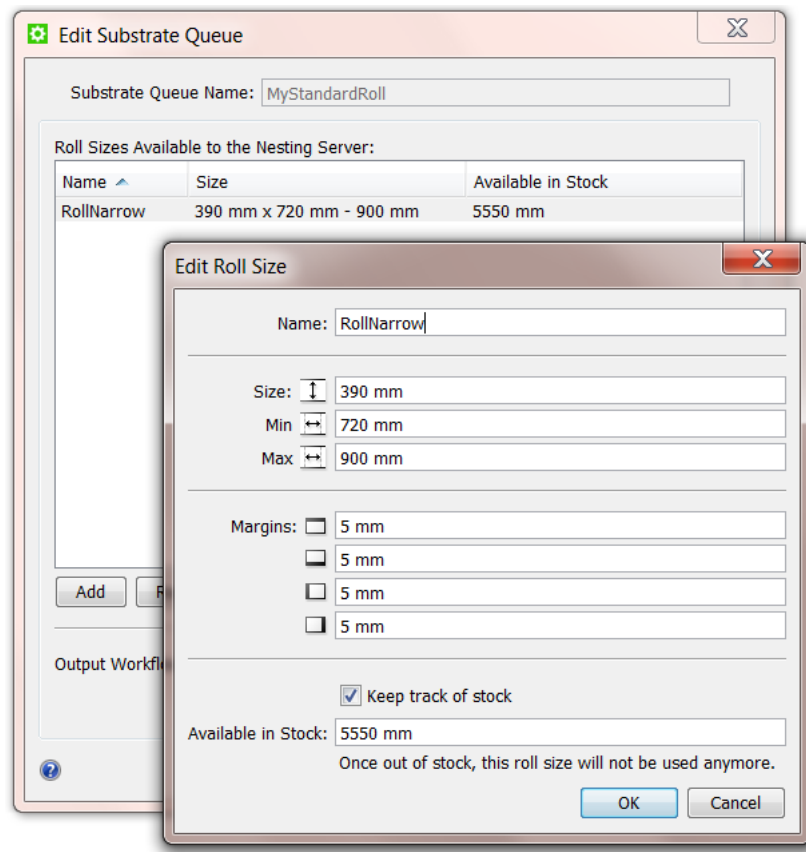 Edit Substrate Queue
Substrate Queue Name: MyStandardRoll
Roll Sizes Available to the Nesting Server:
Name Size Available in Stock
RollNarrow 390 mm x 720 mm - 900 mm 5550 mm
Edit Roll Size
Name: RollNarrow
Size: 390 mm
Min 720 mm
Max 900 mm
Margins: 5 mm
5 mm
5 mm
5 mm
Add
Output Workfl
Keep track of stock
Available in Stock: 5550 mm
Once out of stock, this roll size will not be used anymore.
OK Cancel